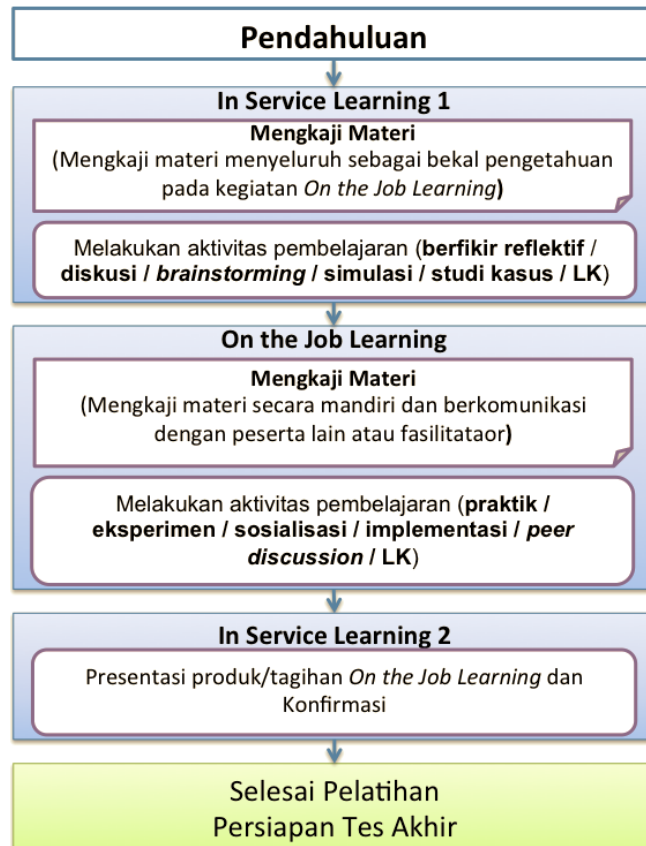 Pendahuluan
In Service Learning 1
Mengkaji Materi
(Mengkaji materi menyeluruh sebagai bekal pengetahuan
pada kegiatan On the Job Learning)
Melakukan aktivitas pembelajaran (berfikir reflektif /
diskusi / brainstorming / simulasi / studi kasus / LK)
On the Job Learning
Mengkaji Materi
(Mengkaji materi secara mandiri dan berkomunikasi
dengan peserta lain atau fasilitataor)
Melakukan aktivitas pembelajaran (praktik /
eksperimen / sosialisasi / implementasi / peer
discussion / LK)
In Service Learning 2
Presentasi produk/tagihan On the Job Learning dan
Konfirmasi
Selesai Pelatihan
Persiapan Tes Akhir